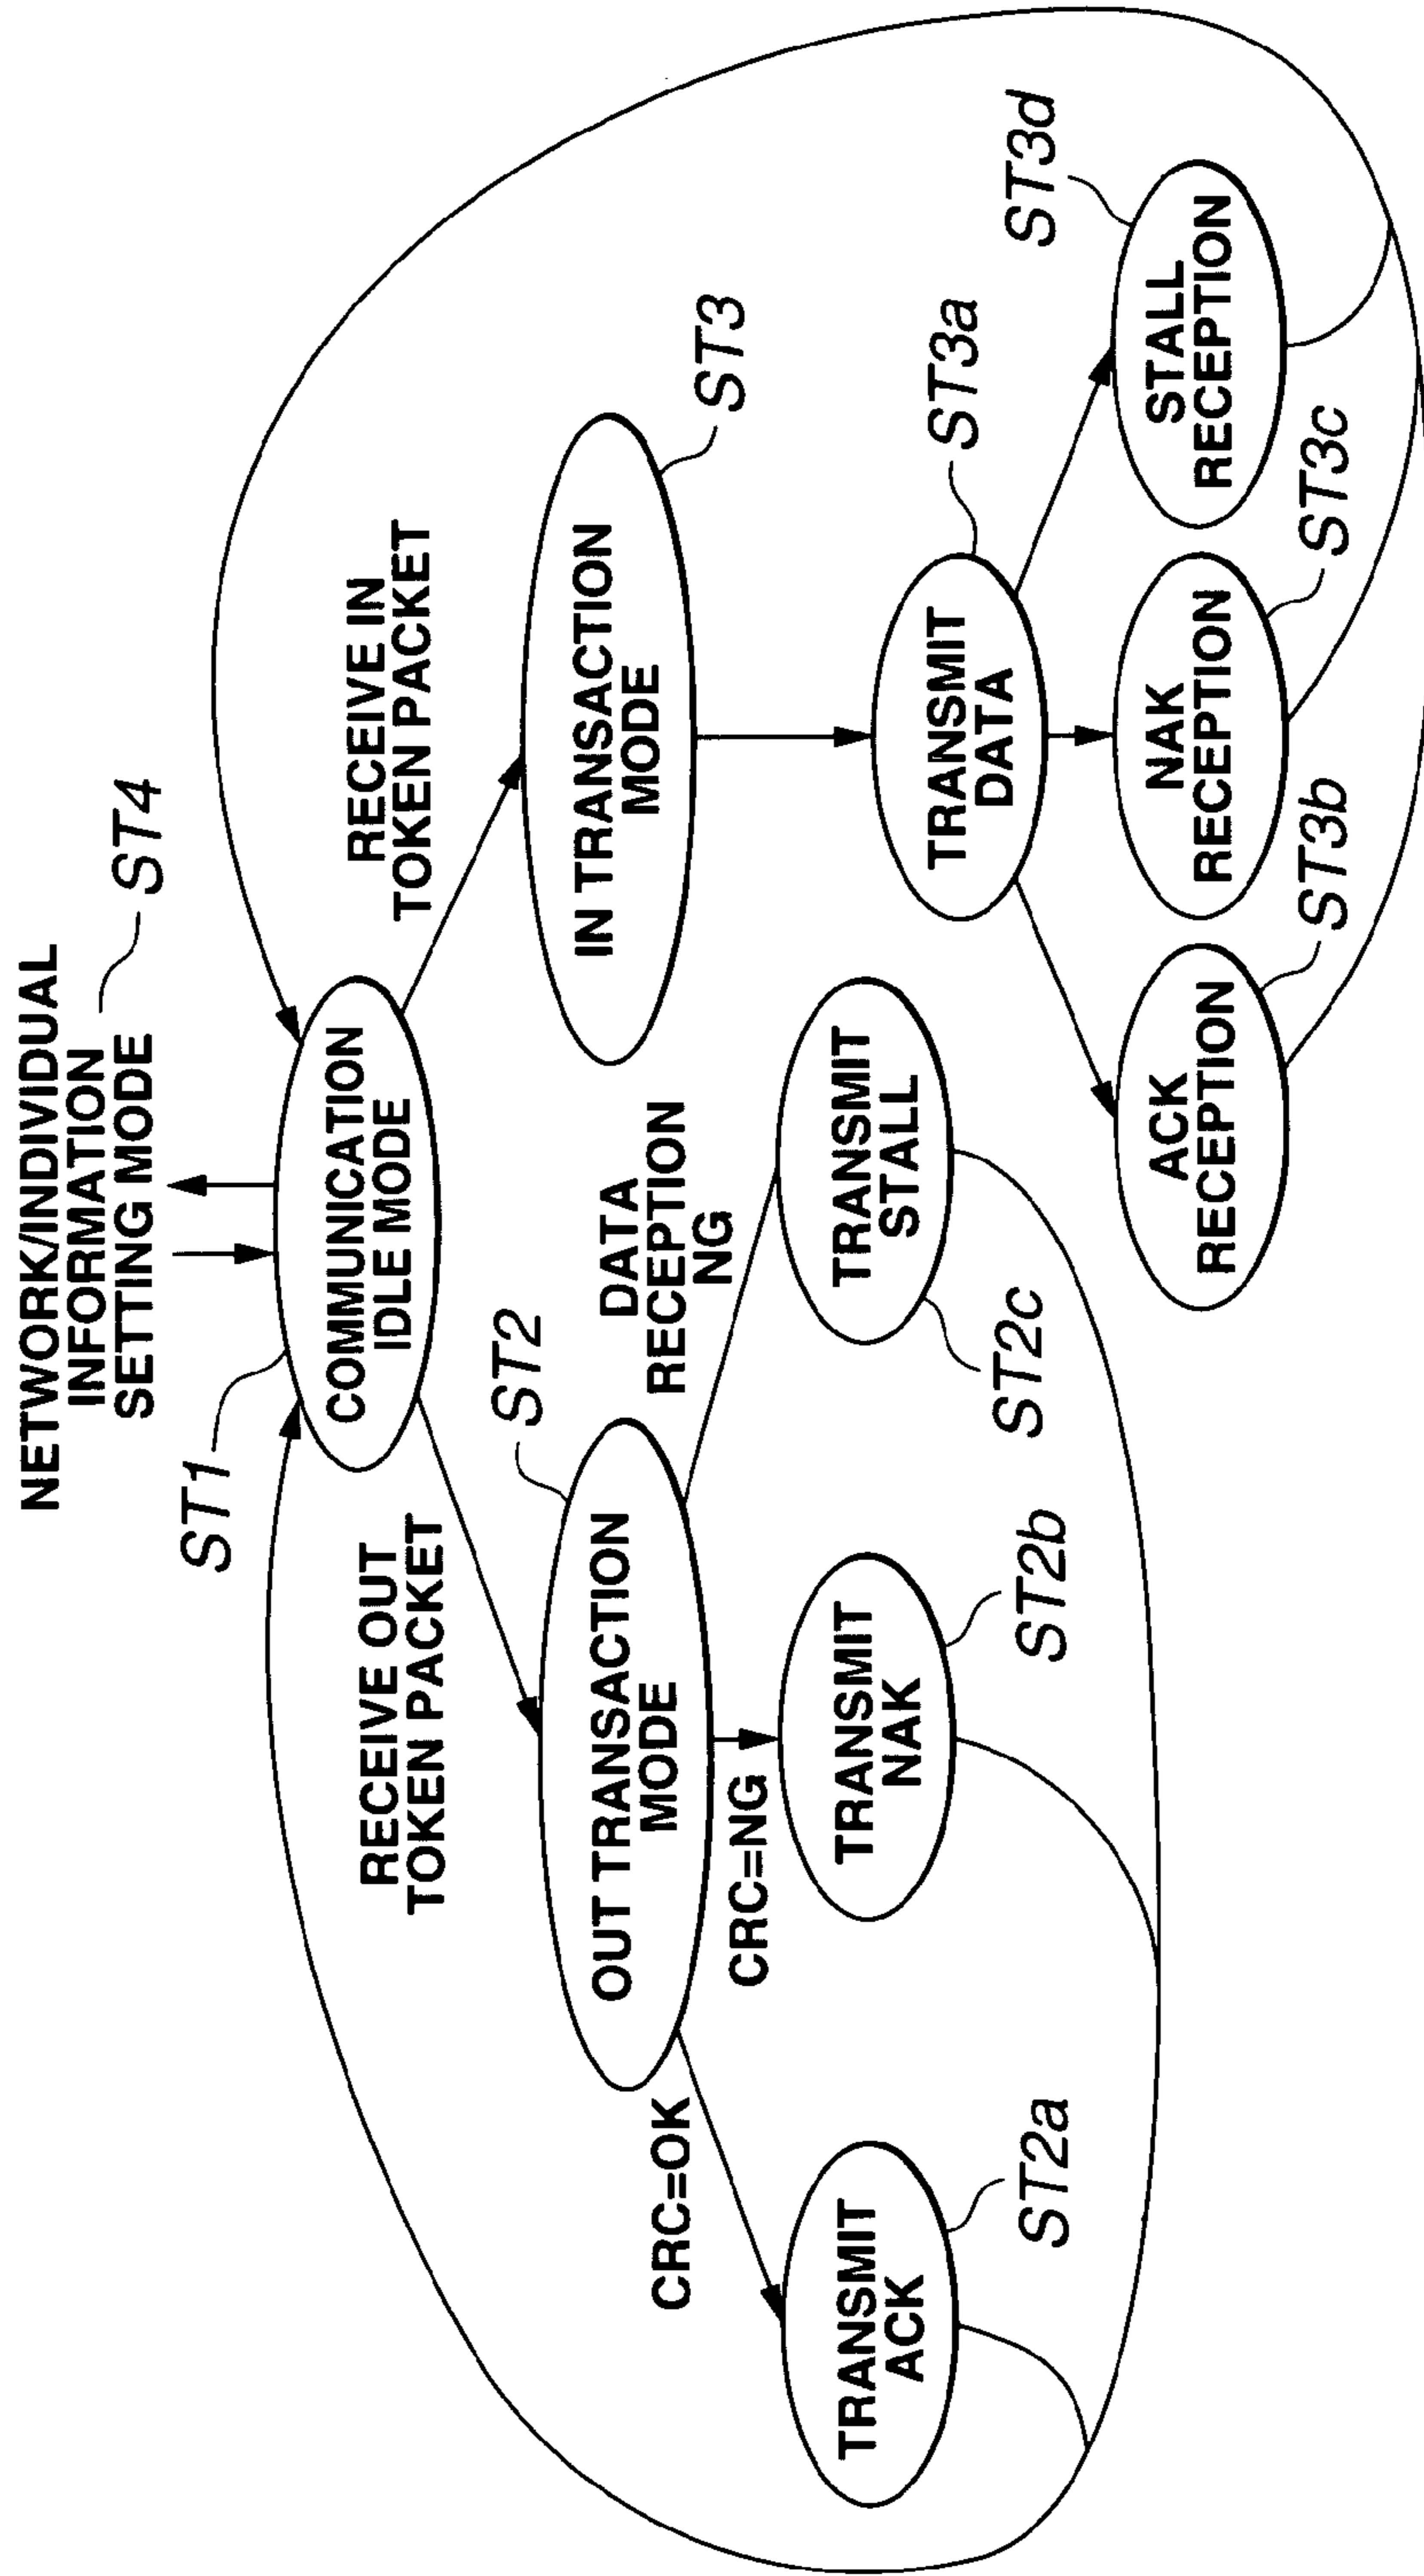 NETWORK/INDIVIDUAL
INFORMATION
SETTING MODE
ST4
ST1
COMMUNICATION
IDLE MODE
RECEIVE OUT
TOKEN PACKET
RECEIVE IN
TOKEN PACKET
ST2
OUT TRANSACTION
MODE
IN TRANSACTION
MODE
ST3
CRC=OK
CRC=NG
DATA
RECEPTION
NG
TRANSMIT
ACK
ST2a
TRANSMIT
NAK
ST2b
TRANSMIT
STALL
ST2c
TRANSMIT
DATA
ST3a
ACK
RECEPTION
ST3b
NAK
RECEPTION
ST3c
STALL
RECEPTION
ST3d